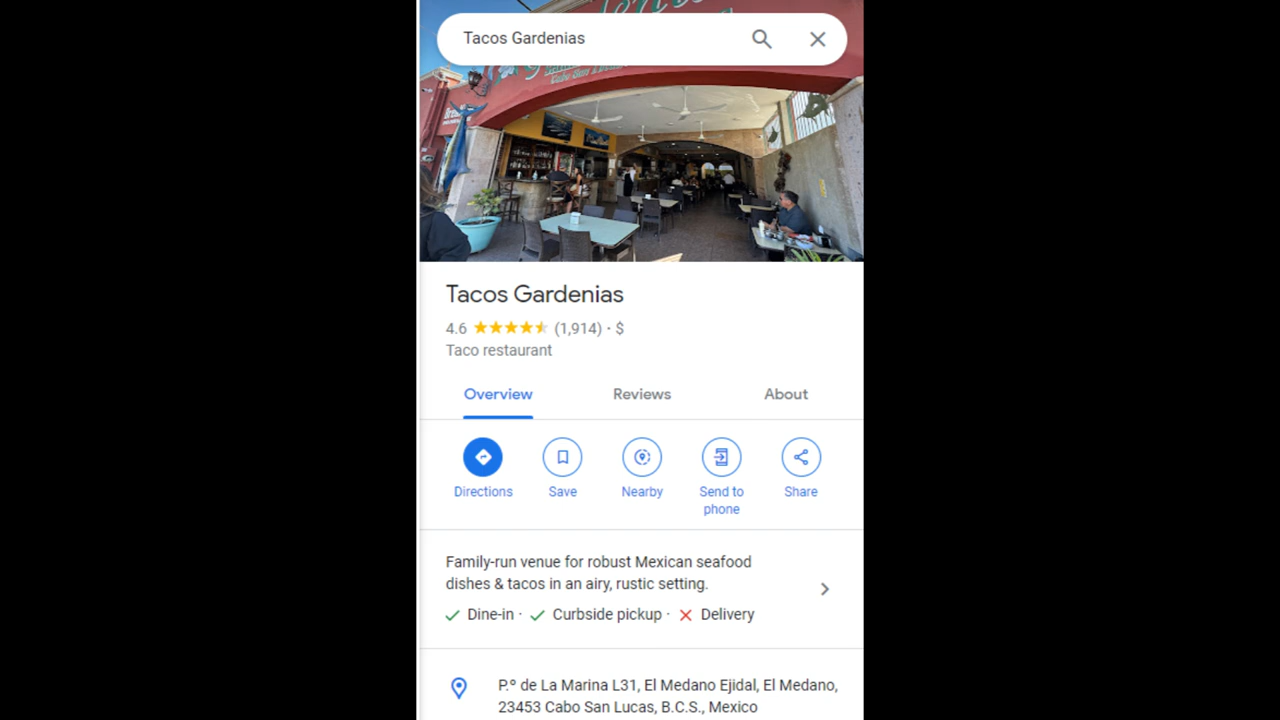 Tacos Gardenias
Tacos Gardenias
4.6 (1,914) · $
Taco restaurant
Overview Reviews About
Directions Save Nearby Send to phone Share
Family-run venue for robust Mexican seafood
dishes & tacos in an airy, rustic setting.
Dine-in · Curbside pickup · Delivery
P.º de La Marina L31, El Medano Ejidal, El Medano,
23453 Cabo San Lucas, B.C.S., Mexico